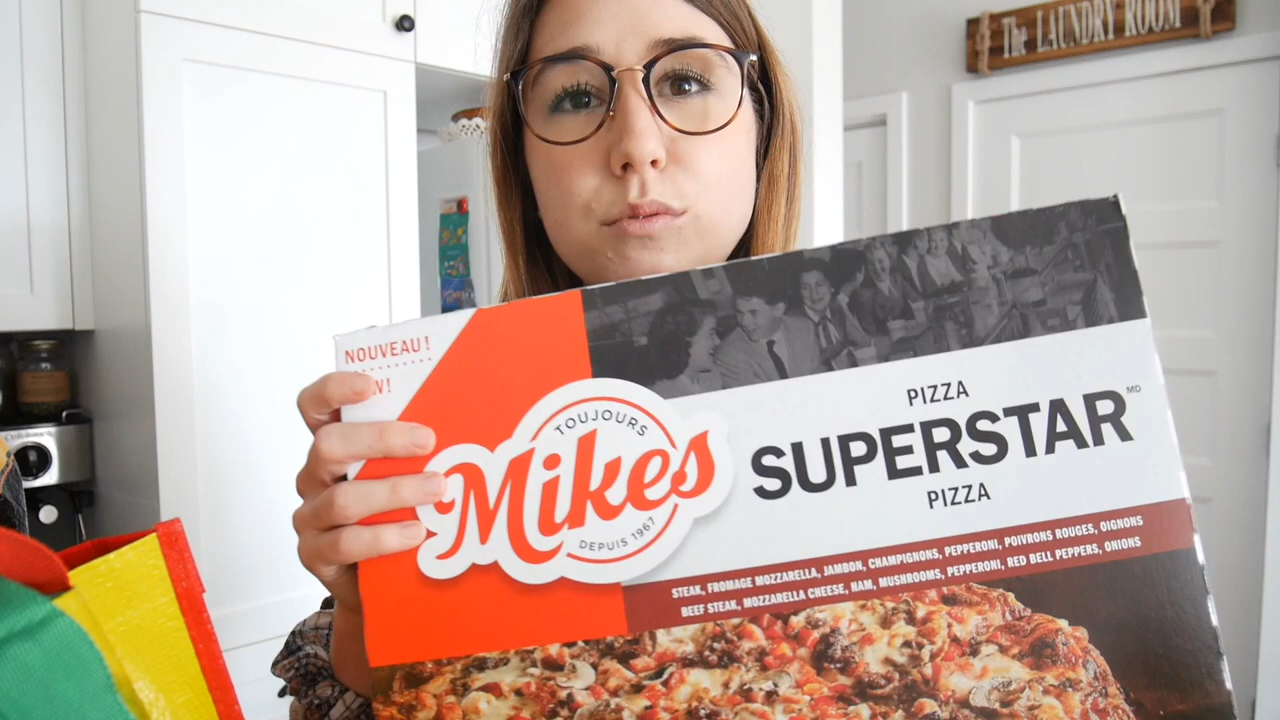 The LAUNDRY ROOM
NOUVEAU!
TOUJOURS
Mikes
DEPUIS 1967
PIZZA
SUPERSTAR MD
PIZZA
STEAK, FROMAGE MOZZARELLA, JAMBON, CHAMPIGNONS, PEPPERONI, POIVRONS ROUGES, OIGNONS
BEEF STEAK, MOZZARELLA CHEESE, HAM, MUSHROOMS, PEPPERONI, RED BELL PEPPERS, ONIONS